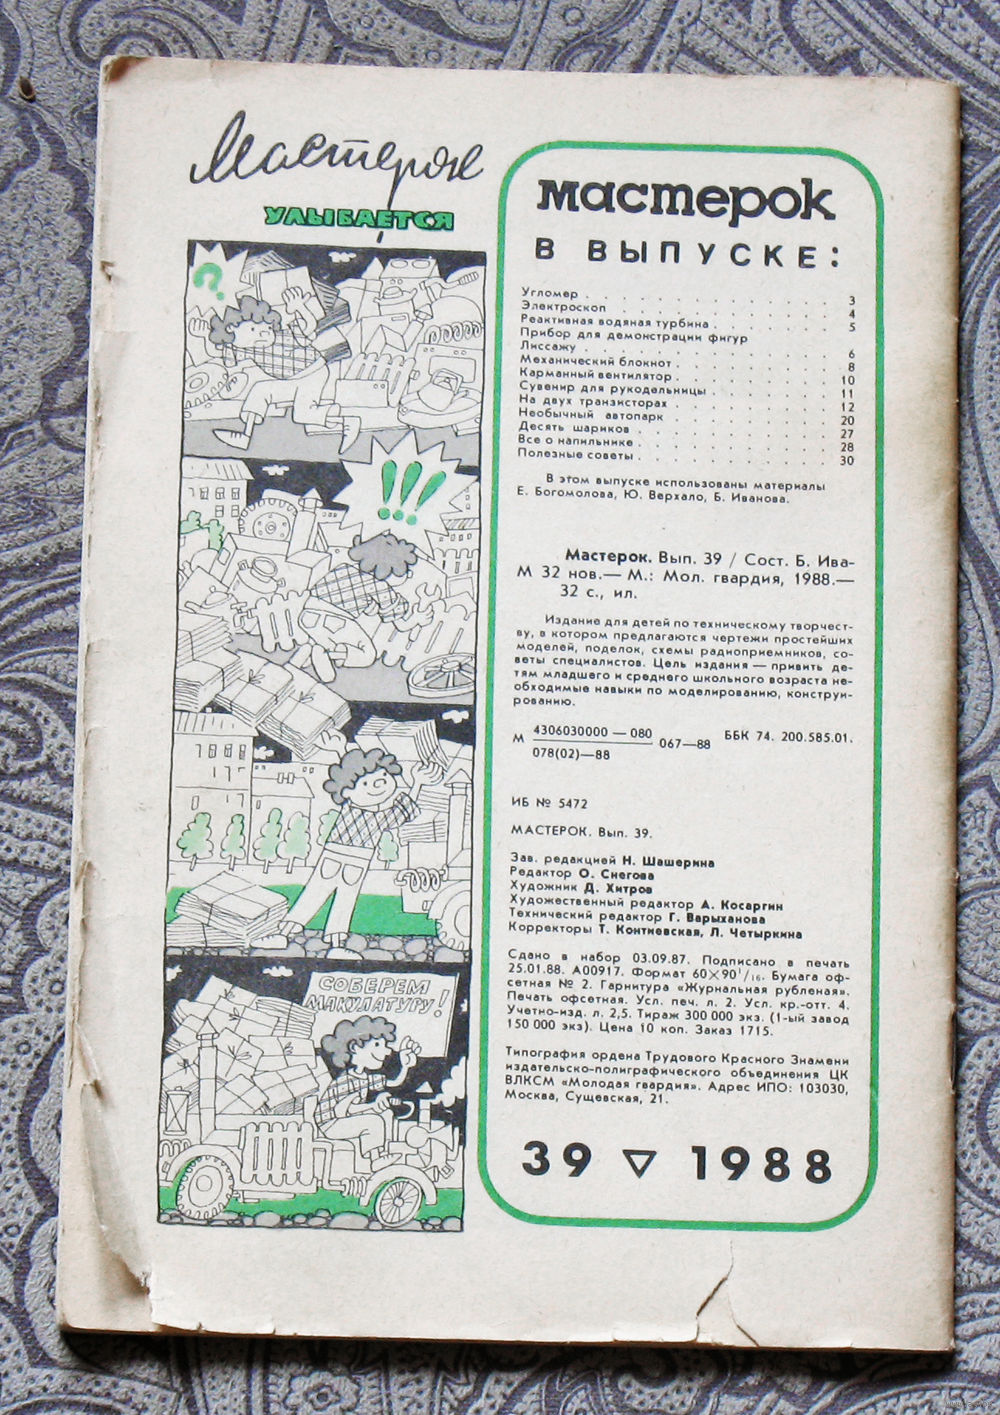 Мастерок
УЛЫБАЕТСЯ
?
!!!
СОБЕРЕМ
МАКУЛАТУРУ!
мастерок
В ВЫПУСКЕ:
Угломер . . . 3
Электроскоп . . . 4
Реактивная водяная турбина . . . 5
Прибор для демонстрации фигур
Лиссажу . . . 6
Механический блокнот . . . 8
Карманный вентилятор . . . 10
Сувенир для рукодельницы . . . 11
На двух транзисторах . . . 12
Необычный автопарк . . . 20
Десять шариков . . . 27
Все о напильнике . . . 28
Полезные советы . . . 30
В этом выпуске использованы материалы
Е. Богомолова, Ю. Верхало, Б. Иванова.
Мастерок. Вып. 39 / Сост. Б. Ива-
М 32 нов.— М.: Мол. гвардия, 1988.—
32 с., ил.
Издание для детей по техническому творчест-
ву, в котором предлагаются чертежи простейших
моделей, поделок, схемы радиоприемников, со-
веты специалистов. Цель издания — привить де-
тям младшего и среднего школьного возраста не-
обходимые навыки по моделированию, конструи-
рованию.
М 4306030000 — 080 067—88 ББК 74. 200.585.01.
078(02)—88
ИБ № 5472
МАСТЕРОК. Вып. 39.
Зав. редакцией Н. Шашерина
Редактор О. Снегова
Художник Д. Хитров
Художественный редактор А. Косаргин
Технический редактор Г. Варыханова
Корректоры Т. Контиевская, Л. Четыркина
Сдано в набор 03.09.87. Подписано в печать
25.01.88. А00917. Формат 60×90 1/16. Бумага оф-
сетная № 2. Гарнитура «Журнальная рубленая».
Печать офсетная. Усл. печ. л. 2. Усл. кр.-отт. 4.
Учетно-изд. л. 2,5. Тираж 300 000 экз. (1-ый завод
150 000 экз). Цена 10 коп. Заказ 1715.
Типография ордена Трудового Красного Знамени
издательско-полиграфического объединения ЦК
ВЛКСМ «Молодая гвардия». Адрес ИПО: 103030,
Москва, Сущевская, 21.
39 ▽ 1988